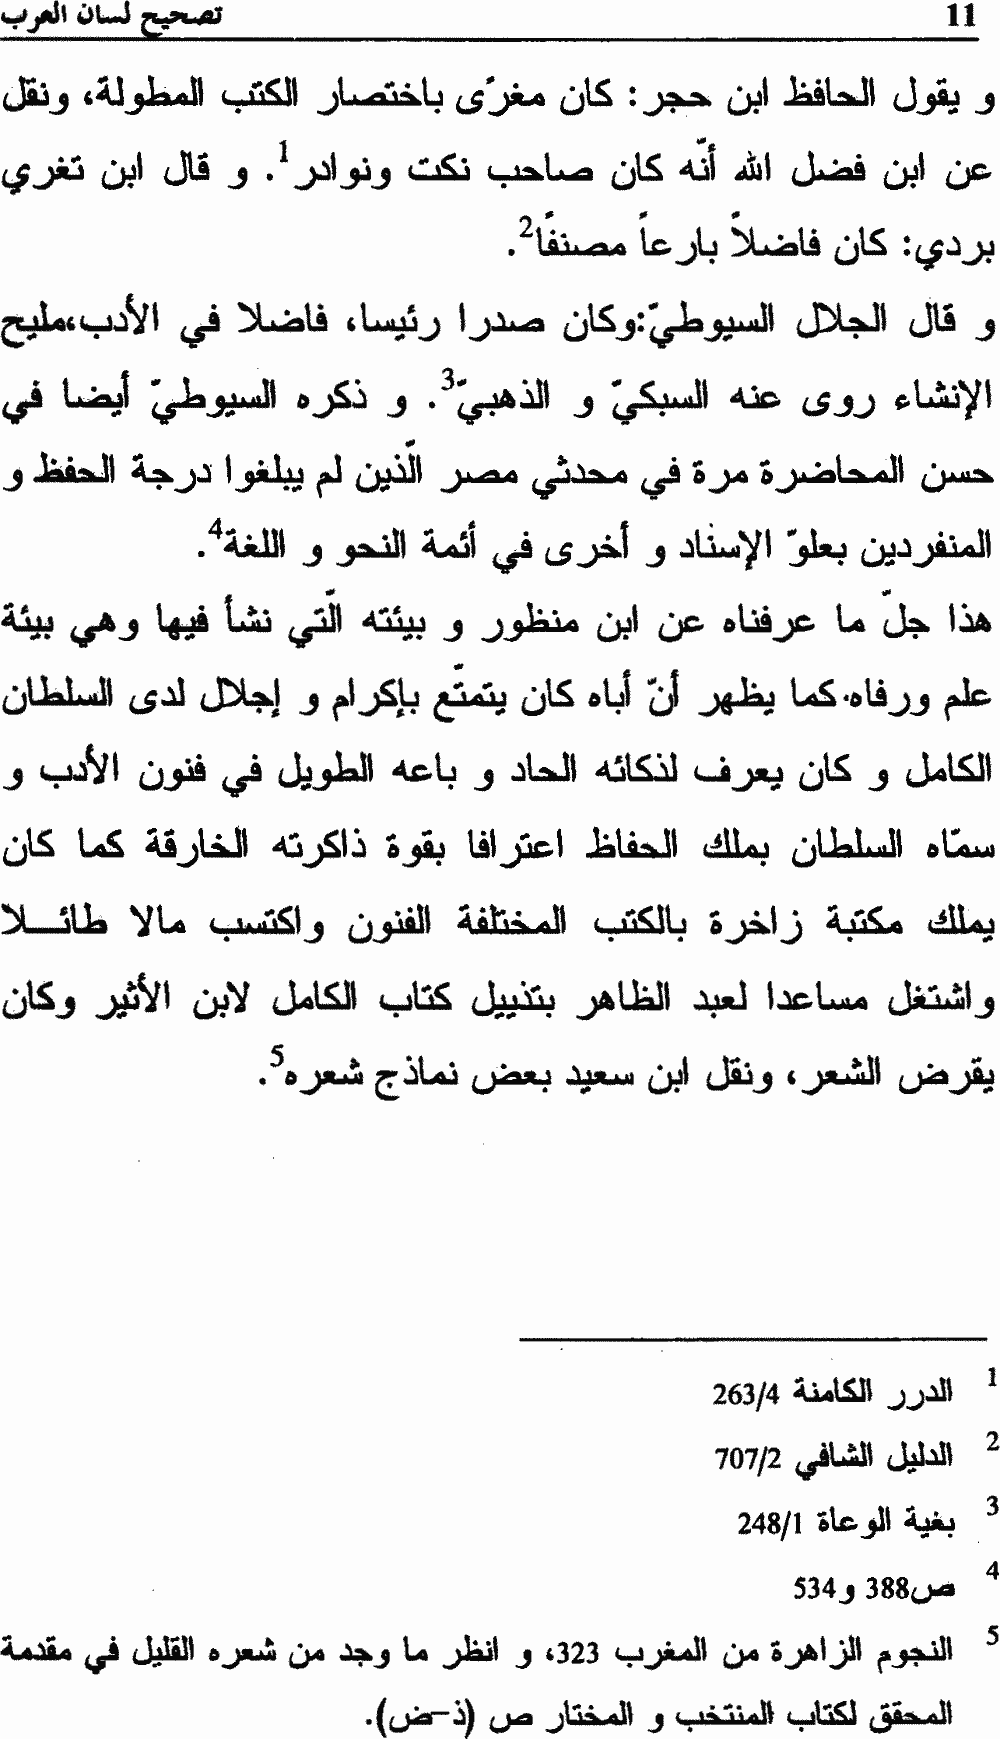 11 تصحيح لسان العرب
و يقول الحافظ ابن حجر : كان مغرًى باختصار الكتب المطولة، ونقل
عن ابن فضل الله أنّه كان صاحب نكت ونوادر1. و قال ابن تغري
بردي: كان فاضلاً بارعاً مصنفًا2.
و قال الجلال السيوطيّ:وكان صدرا رئيسا، فاضلا في الأدب،مليح
الإنشاء روى عنه السبكيّ و الذهبيّ3. و ذكره السيوطيّ أيضا في
حسن المحاضرة مرة في محدثي مصر الّذين لم يبلغوا درجة الحفظ و
المنفردين بعلوّ الإسناد و أخرى في أئمة النحو و اللغة4.
هذا جلّ ما عرفناه عن ابن منظور و بيئته الّتي نشأ فيها وهي بيئة
علم ورفاه.كما يظهر أنّ أباه كان يتمتّع بإكرام و إجلال لدى السلطان
الكامل و كان يعرف لذكائه الحاد و باعه الطويل في فنون الأدب و
سمّاه السلطان بملك الحفاظ اعترافا بقوة ذاكرته الخارقة كما كان
يملك مكتبة زاخرة بالكتب المختلفة الفنون واكتسب مالا طائـــلا
واشتغل مساعدا لعبد الظاهر بتذييل كتاب الكامل لابن الأثير وكان
يقرض الشعر، ونقل ابن سعيد بعض نماذج شعره5.
1 الدرر الكامنة 263/4
2 الدليل الشافي 707/2
3 بغية الوعاة 248/1
4 ص388 و534
5 النجوم الزاهرة من المغرب 323، و انظر ما وجد من شعره القليل في مقدمة
المحقق لكتاب المنتخب و المختار ص (ذ-ض).